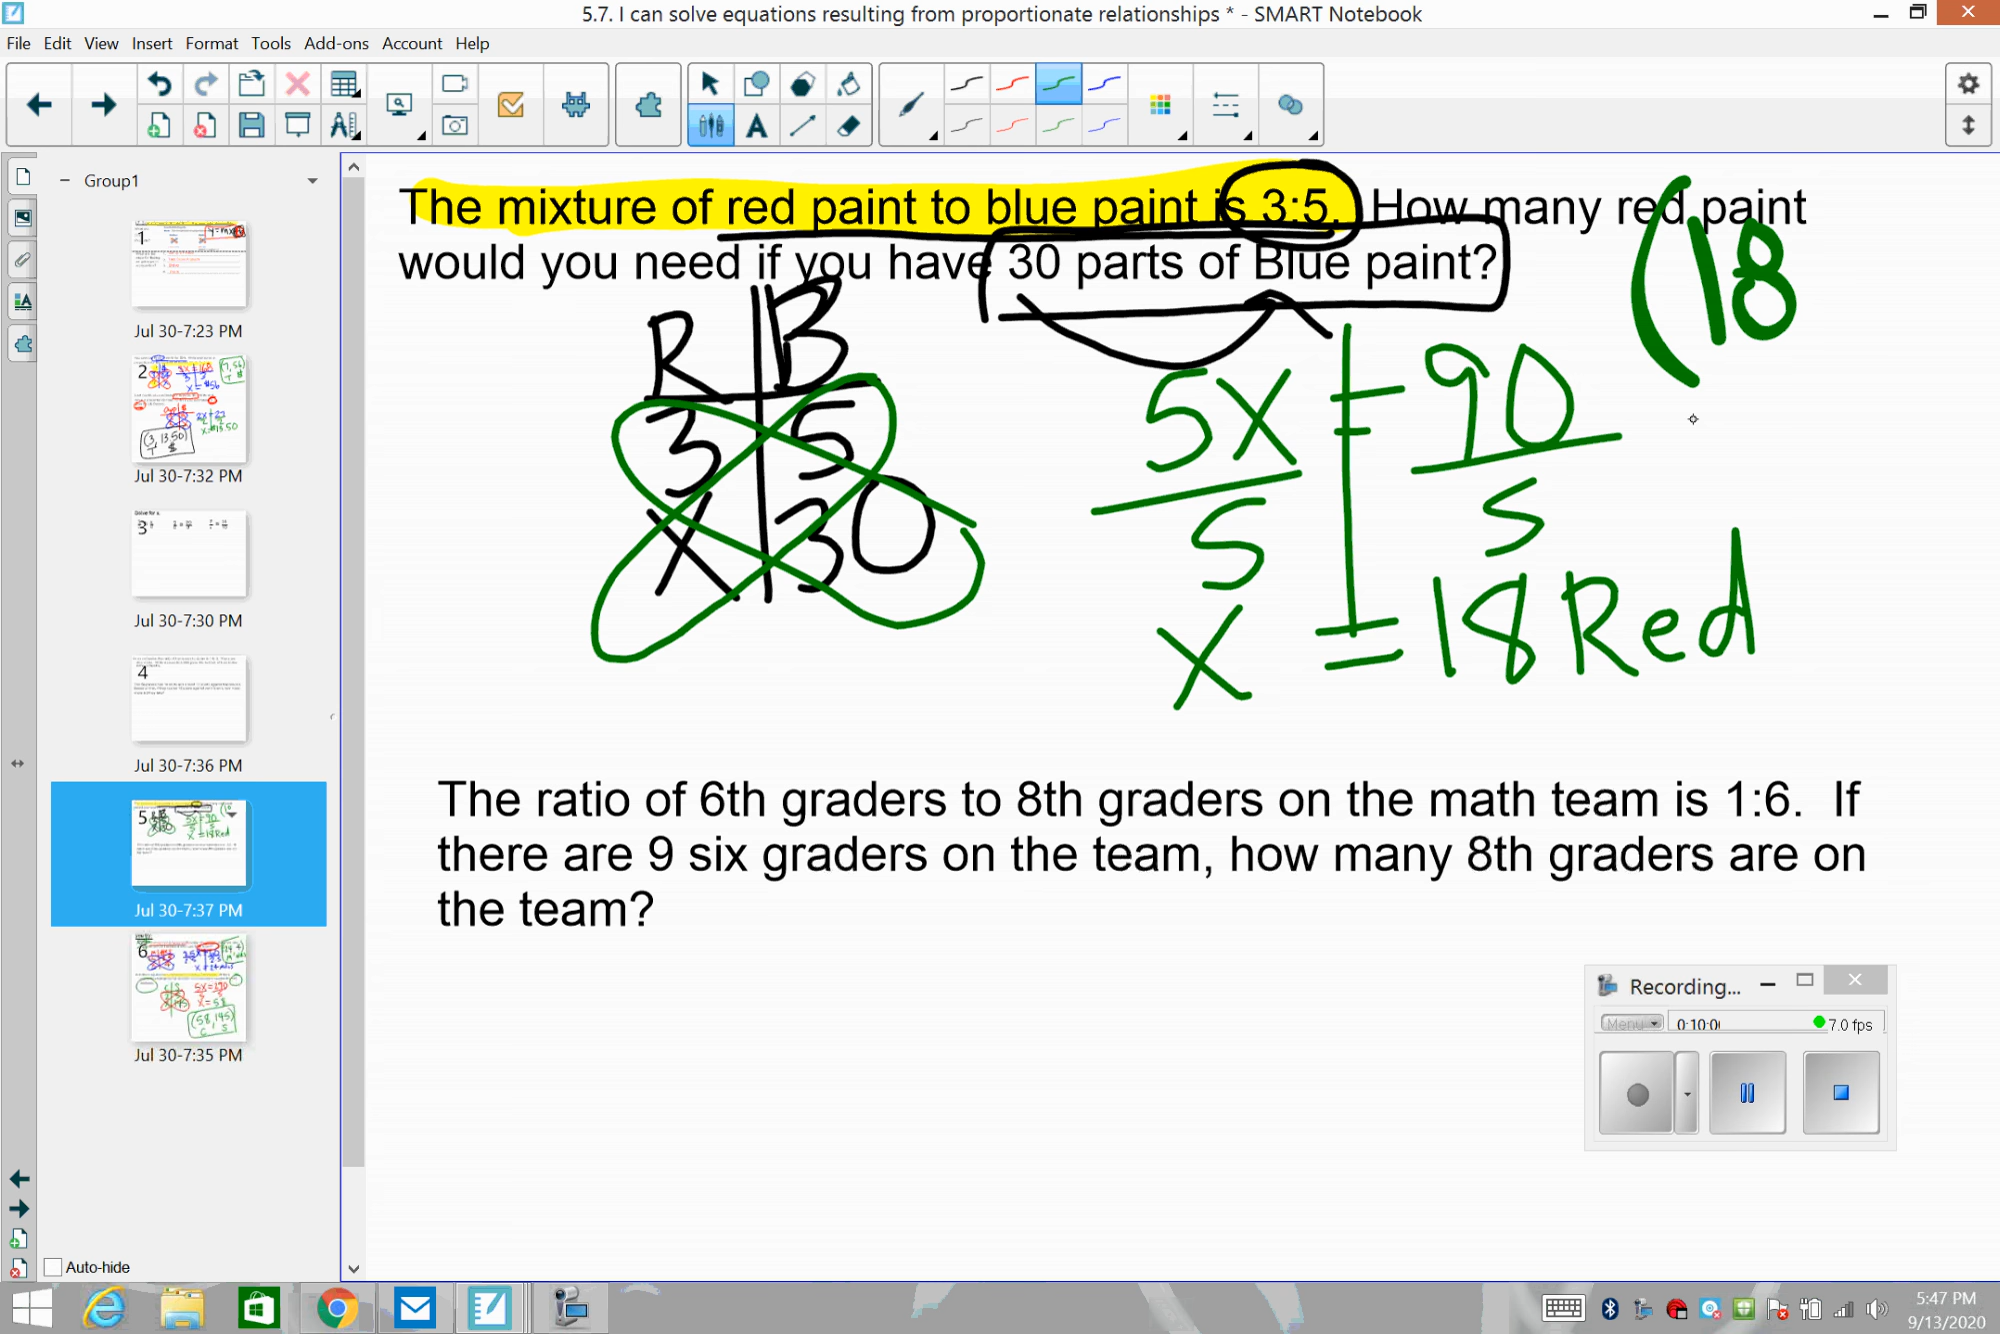 5.7. I can solve equations resulting from proportionate relationships * - SMART Notebook
File Edit View Insert Format Tools Add-ons Account Help
Group1
1
Jul 30-7:23 PM
2
Jul 30-7:32 PM
3
Jul 30-7:30 PM
4
Jul 30-7:36 PM
5
Jul 30-7:37 PM
6
Jul 30-7:35 PM
Auto-hide
The mixture of red paint to blue paint is 3:5. How many red paint
would you need if you have 30 parts of Blue paint?
(18
R B
3 5
X 30
5X = 90
5 5
X = 18 Red
The ratio of 6th graders to 8th graders on the math team is 1:6. If
there are 9 six graders on the team, how many 8th graders are on
the team?
Recording...
Menu 0:10:0 7.0 fps
5:47 PM
9/13/2020